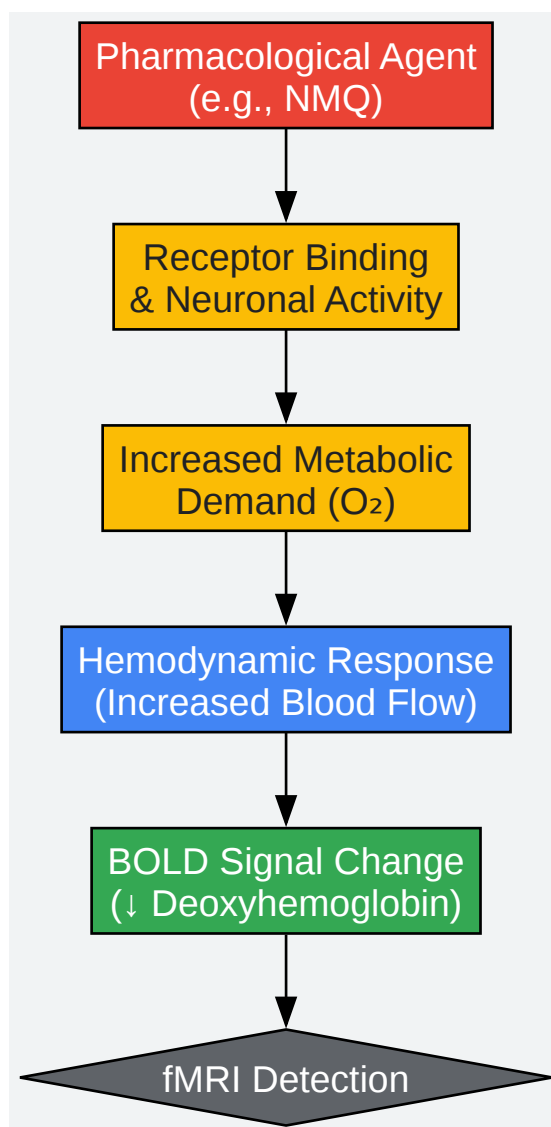 Pharmacological Agent
(e.g., NMQ)
Receptor Binding
& Neuronal Activity
Increased Metabolic
Demand (O₂)
Hemodynamic Response
(Increased Blood Flow)
BOLD Signal Change
(↓ Deoxyhemoglobin)
fMRI Detection